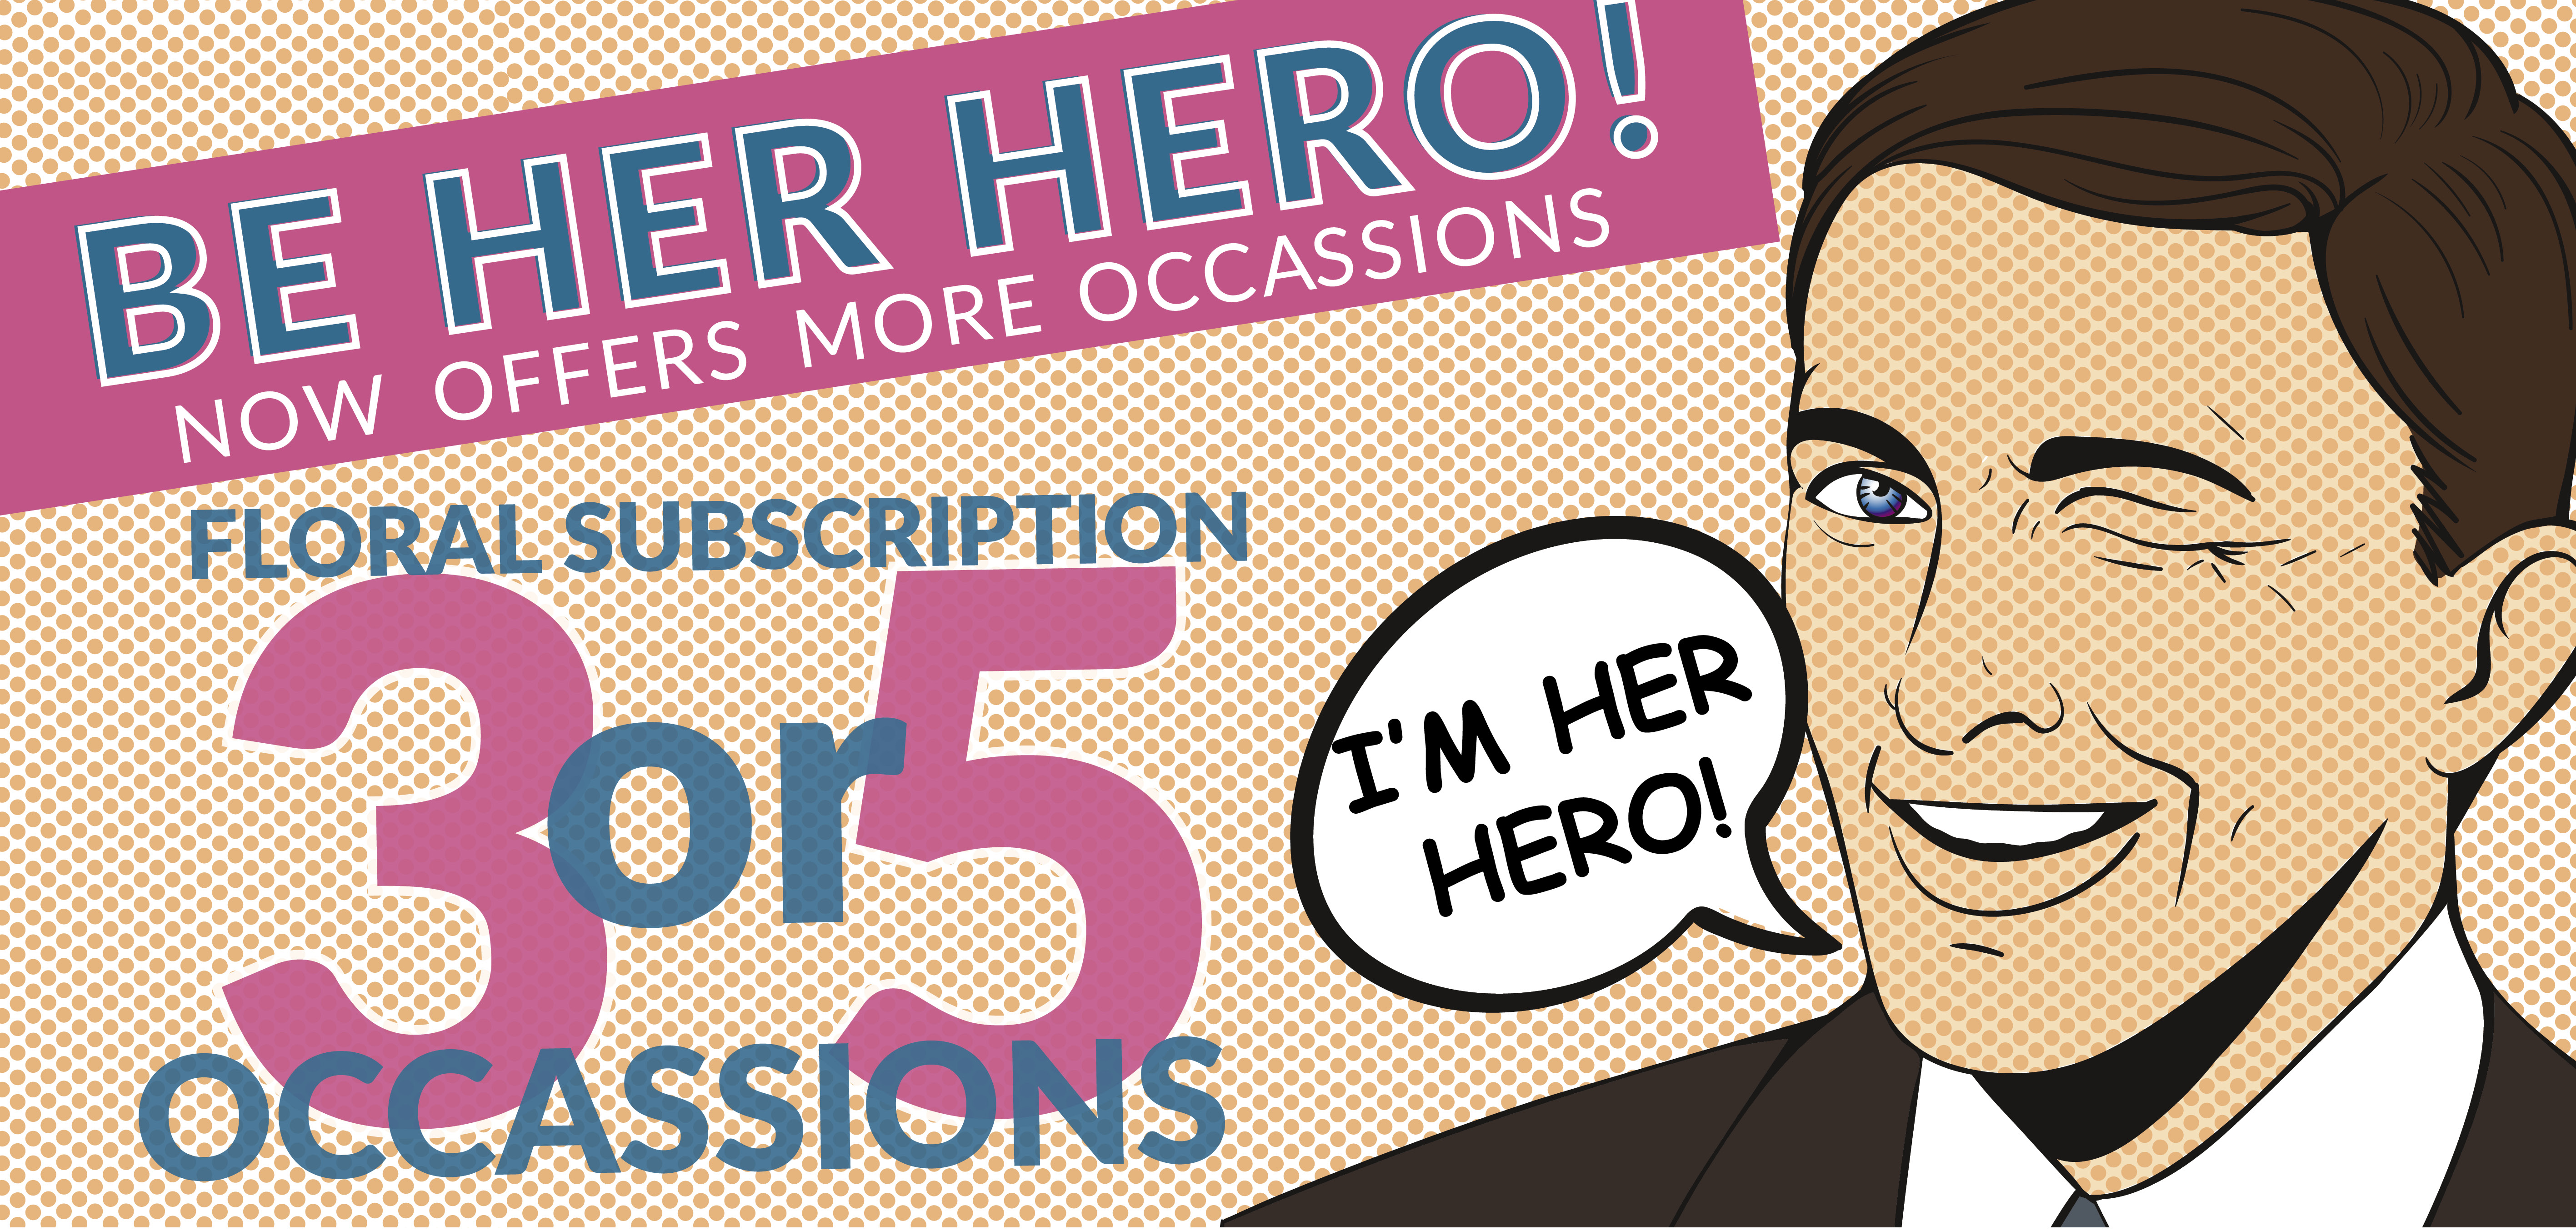 BE HER HERO!
NOW OFFERS MORE OCCASSIONS
FLORAL SUBSCRIPTION
3 or 5
OCCASSIONS
I'M HER
HERO!